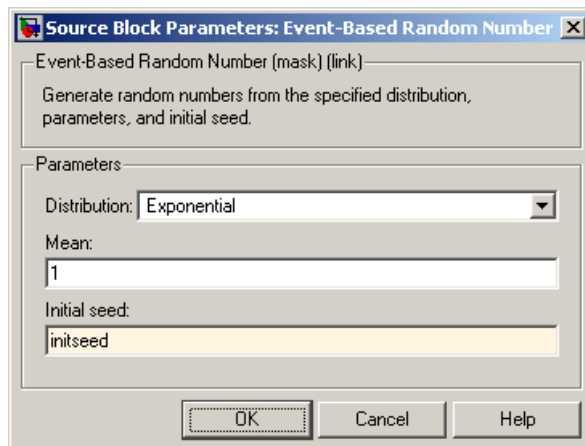 Source Block Parameters: Event-Based Random Number
Event-Based Random Number (mask) (link)
Generate random numbers from the specified distribution,
parameters, and initial seed.
Parameters
Distribution: Exponential
Mean:
1
Initial seed:
initseed
OK Cancel Help